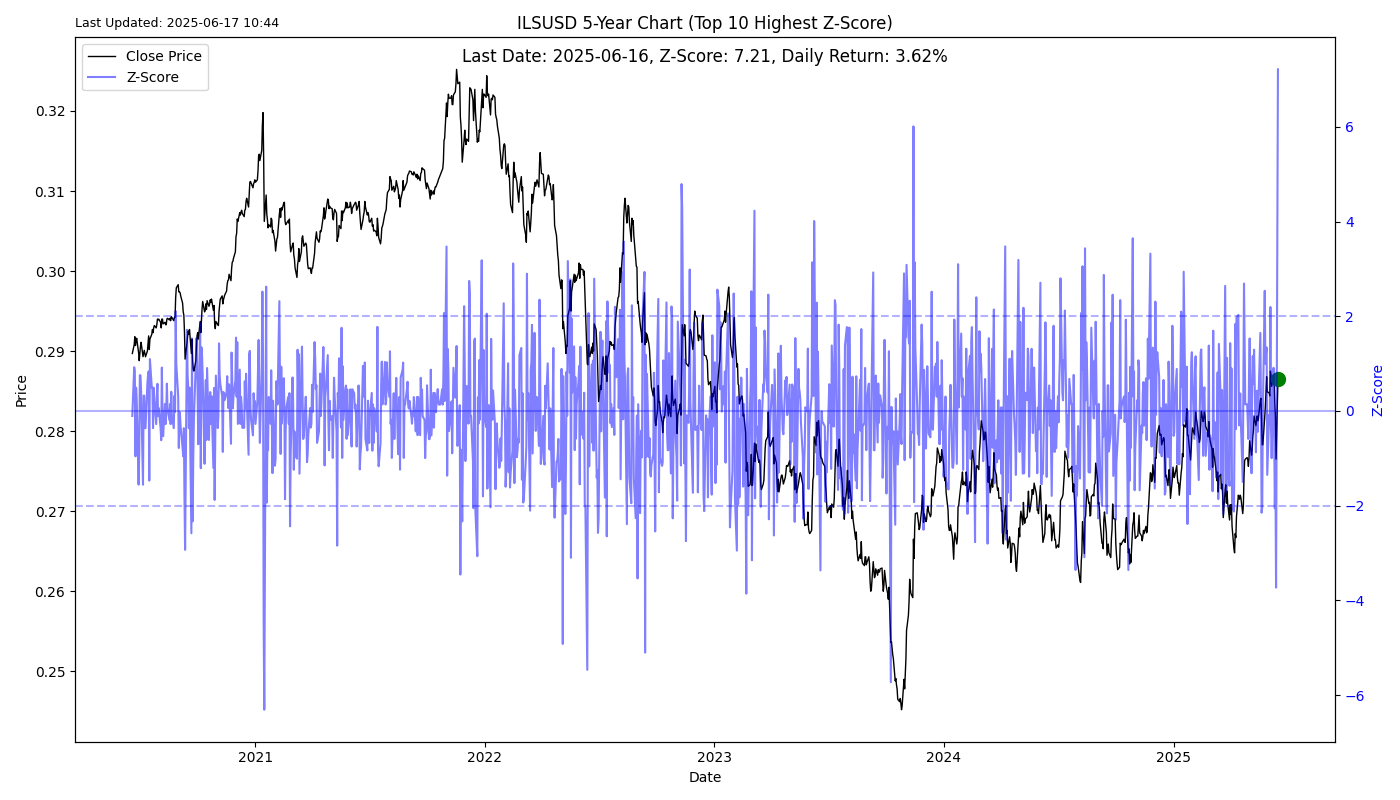 Last Updated: 2025-06-17 10:44
ILSUSD 5-Year Chart (Top 10 Highest Z-Score)
Last Date: 2025-06-16, Z-Score: 7.21, Daily Return: 3.62%
Close Price
Z-Score
0.32
0.31
0.30
0.29
0.28
0.27
0.26
0.25
Price
6
4
2
0
−2
−4
−6
Z-Score
2021
2022
2023
2024
2025
Date